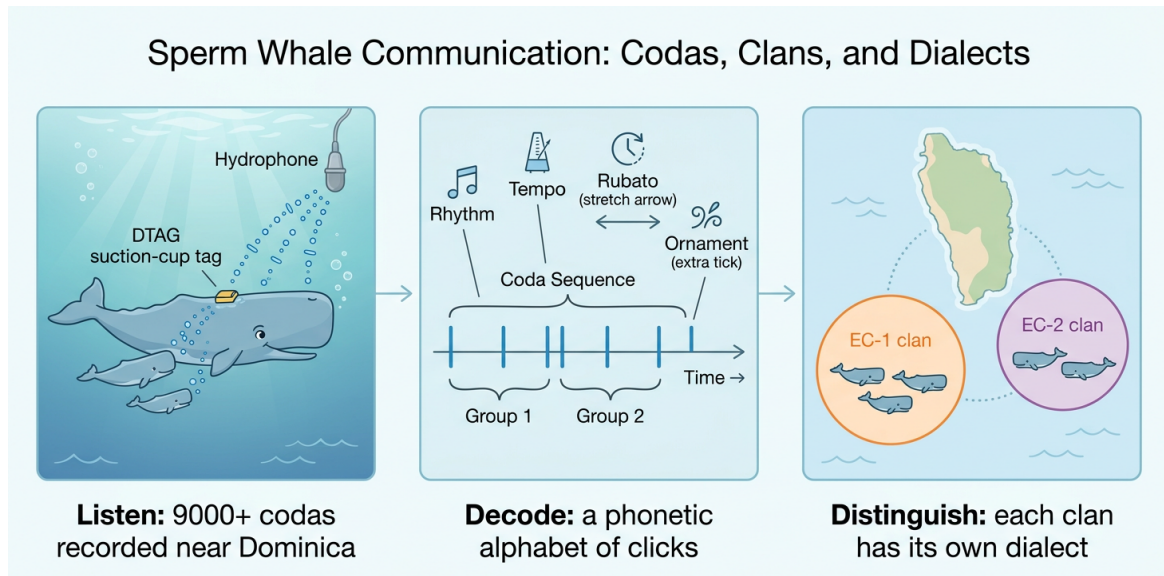 Sperm Whale Communication: Codas, Clans, and Dialects
Hydrophone
DTAG
suction-cup tag
Rhythm
Tempo
Rubato
(stretch arrow)
Ornament
(extra tick)
Coda Sequence
Time →
Group 1
Group 2
EC-1 clan
EC-2 clan
Listen: 9000+ codas
recorded near Dominica
Decode: a phonetic
alphabet of clicks
Distinguish: each clan
has its own dialect